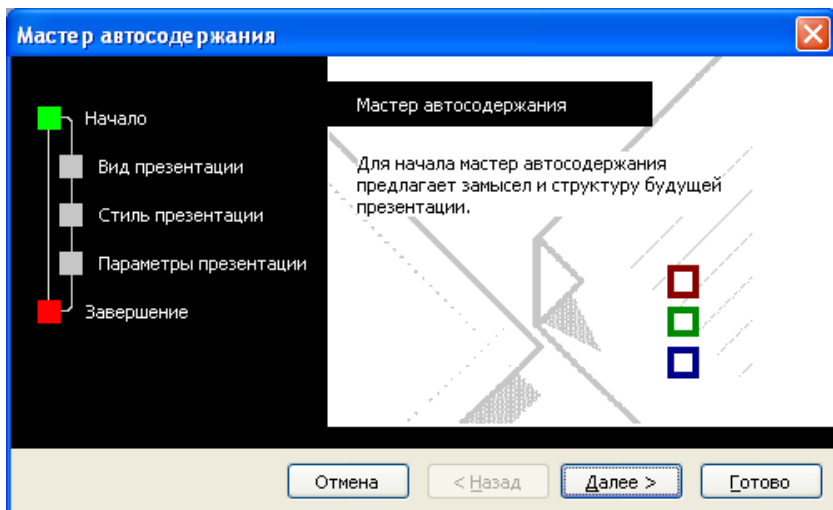 Мастер автосодержания
Начало
Вид презентации
Стиль презентации
Параметры презентации
Завершение
Мастер автосодержания
Для начала мастер автосодержания
предлагает замысел и структуру будущей
презентации.
Отмена
< Назад
Далее >
Готово